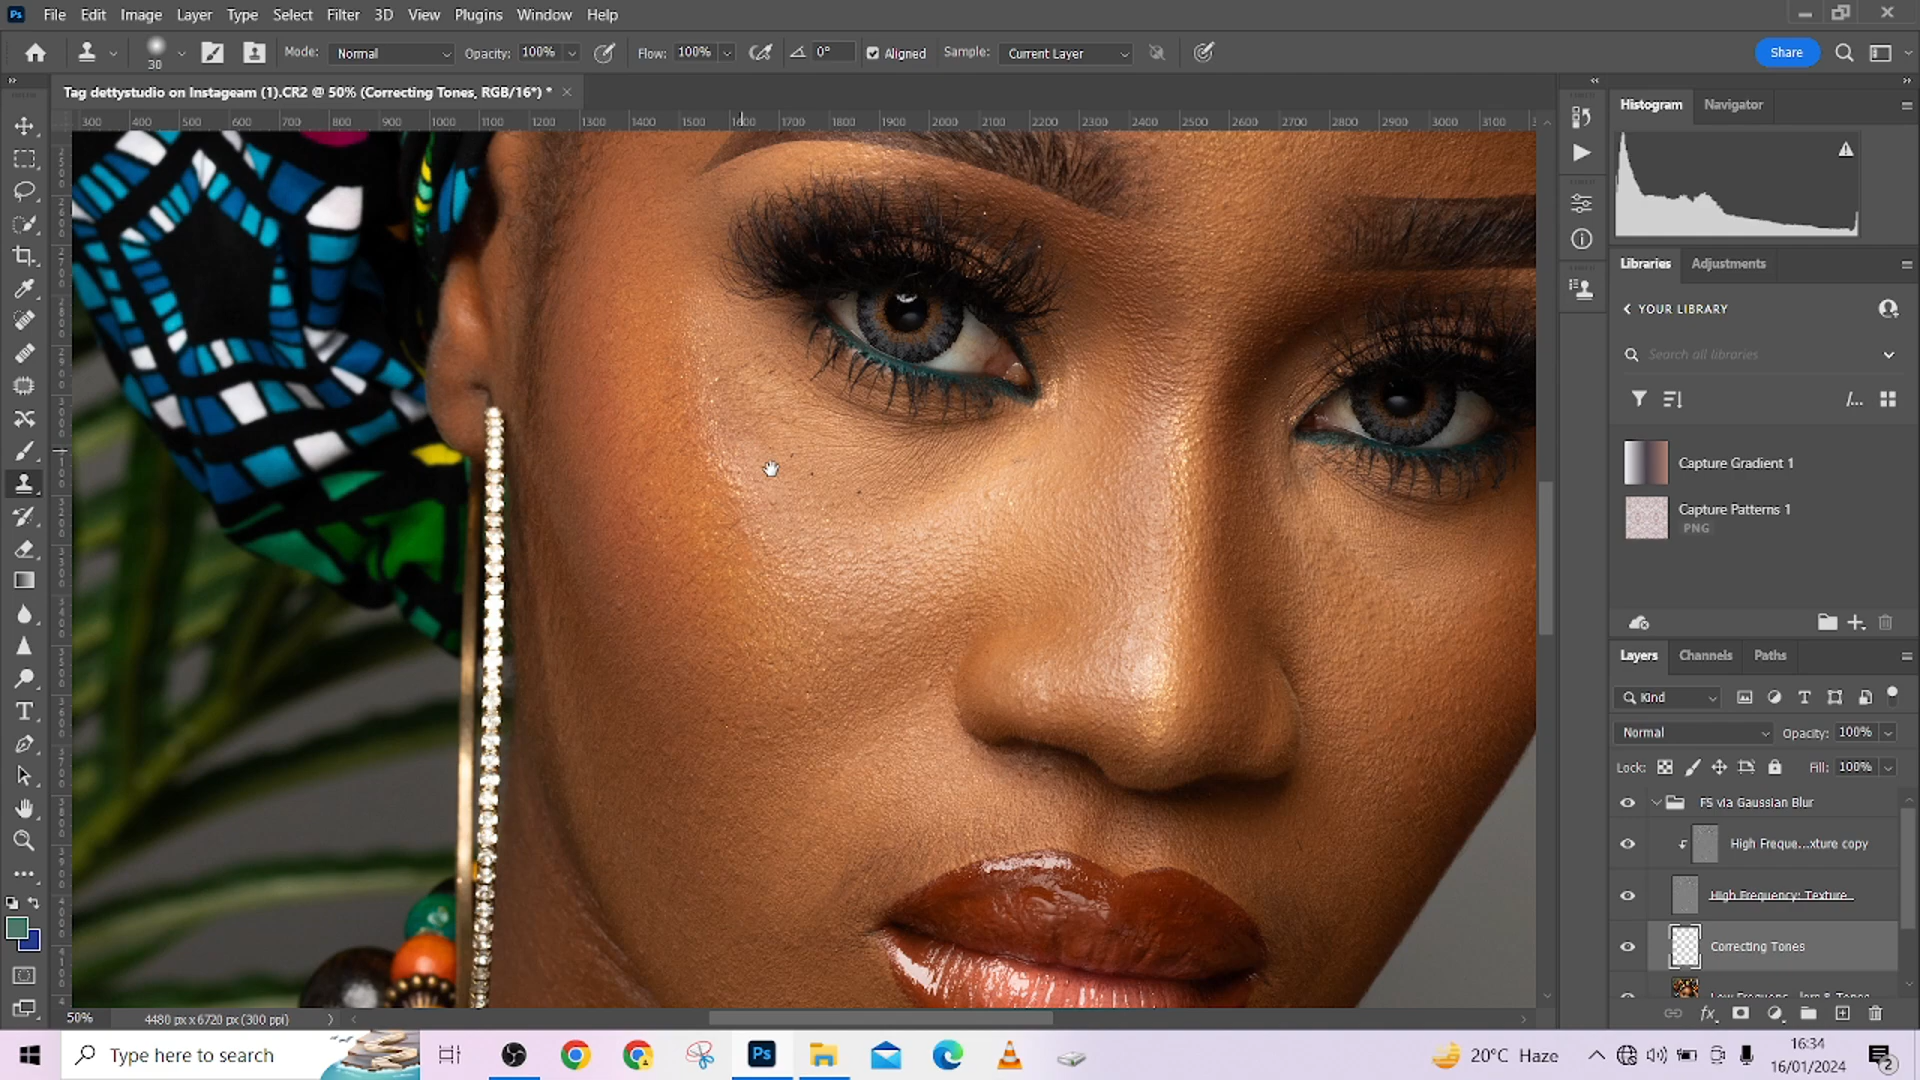 Ps File Edit Image Layer Type Select Filter 3D View Plugins Window Help
30 Mode: Normal Opacity: 100% Flow: 100% 0° Aligned Sample: Current Layer Share
Tag dettystudio on Instageam (1).CR2 @ 50% (Correcting Tones, RGB/16*) * ×
300 400 500 600 700 800 900 1000 1100 1200 1300 1400 1500 1600 1700 1800 1900 2000 2100 2200 2300 2400 2500 2600 2700 2800 2900 3000 3100
Histogram Navigator
Libraries Adjustments
YOUR LIBRARY
Search all libraries
Capture Gradient 1
Capture Patterns 1
PNG
Layers Channels Paths
Kind
Normal Opacity: 100%
Lock: Fill: 100%
FS via Gaussian Blur
High Freque...xture copy
High Frequency: Texture
Correcting Tones
50% 4480 px x 6720 px (300 ppi)
Type here to search
Ps
20°C Haze
16:34
16/01/2024
2